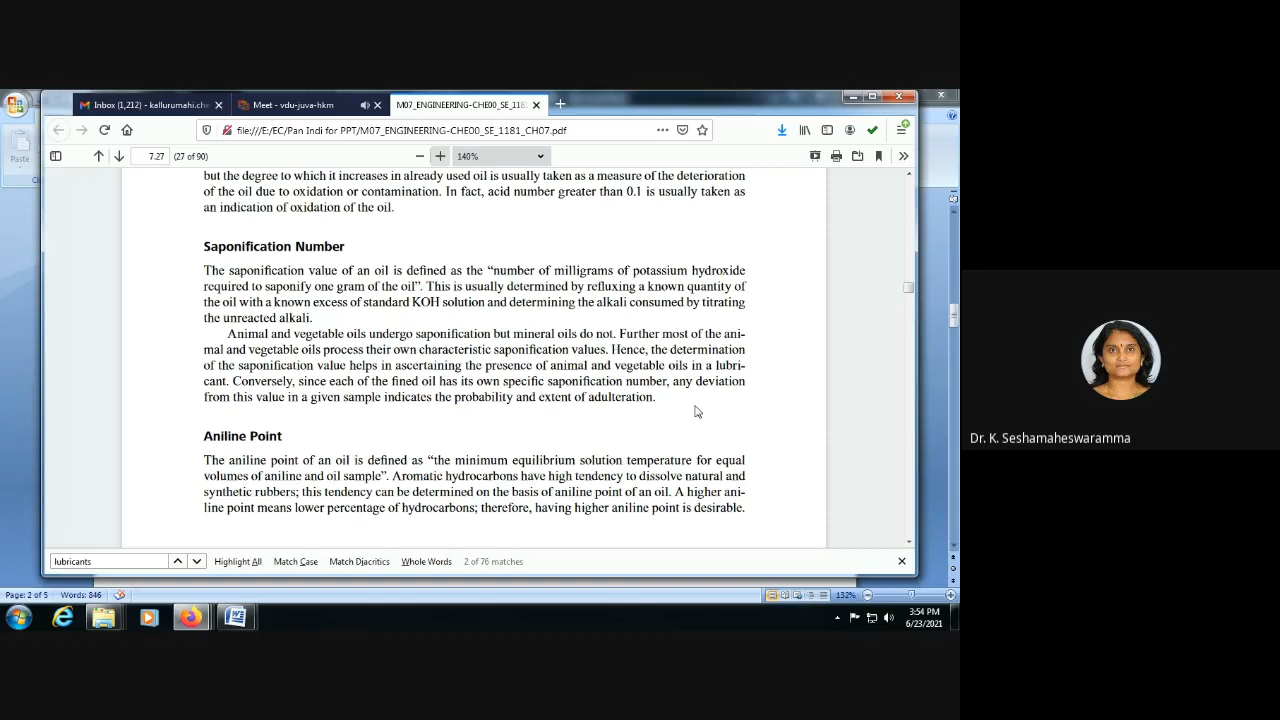 Inbox (1,212) - kallurumahi.che
Meet - vdu-juva-hkm
M07_ENGINEERING-CHE00_SE_118
file:///E:/EC/Pan Indi for PPT/M07_ENGINEERING-CHE00_SE_1181_CH07.pdf
Paste
7.27
(27 of 90)
140%
but the degree to which it increases in already used oil is usually taken as a measure of the deterioration
of the oil due to oxidation or contamination. In fact, acid number greater than 0.1 is usually taken as
an indication of oxidation of the oil.
Saponification Number
The saponification value of an oil is defined as the “number of milligrams of potassium hydroxide
required to saponify one gram of the oil”. This is usually determined by refluxing a known quantity of
the oil with a known excess of standard KOH solution and determining the alkali consumed by titrating
the unreacted alkali.
Animal and vegetable oils undergo saponification but mineral oils do not. Further most of the ani-
mal and vegetable oils process their own characteristic saponification values. Hence, the determination
of the saponification value helps in ascertaining the presence of animal and vegetable oils in a lubri-
cant. Conversely, since each of the fined oil has its own specific saponification number, any deviation
from this value in a given sample indicates the probability and extent of adulteration.
Aniline Point
The aniline point of an oil is defined as “the minimum equilibrium solution temperature for equal
volumes of aniline and oil sample”. Aromatic hydrocarbons have high tendency to dissolve natural and
synthetic rubbers; this tendency can be determined on the basis of aniline point of an oil. A higher ani-
line point means lower percentage of hydrocarbons; therefore, having higher aniline point is desirable.
Dr. K. Seshamaheswaramma
lubricants
Highlight All
Match Case
Match Diacritics
Whole Words
2 of 76 matches
Page: 2 of 5
Words: 846
132%
3:54 PM
6/23/2021